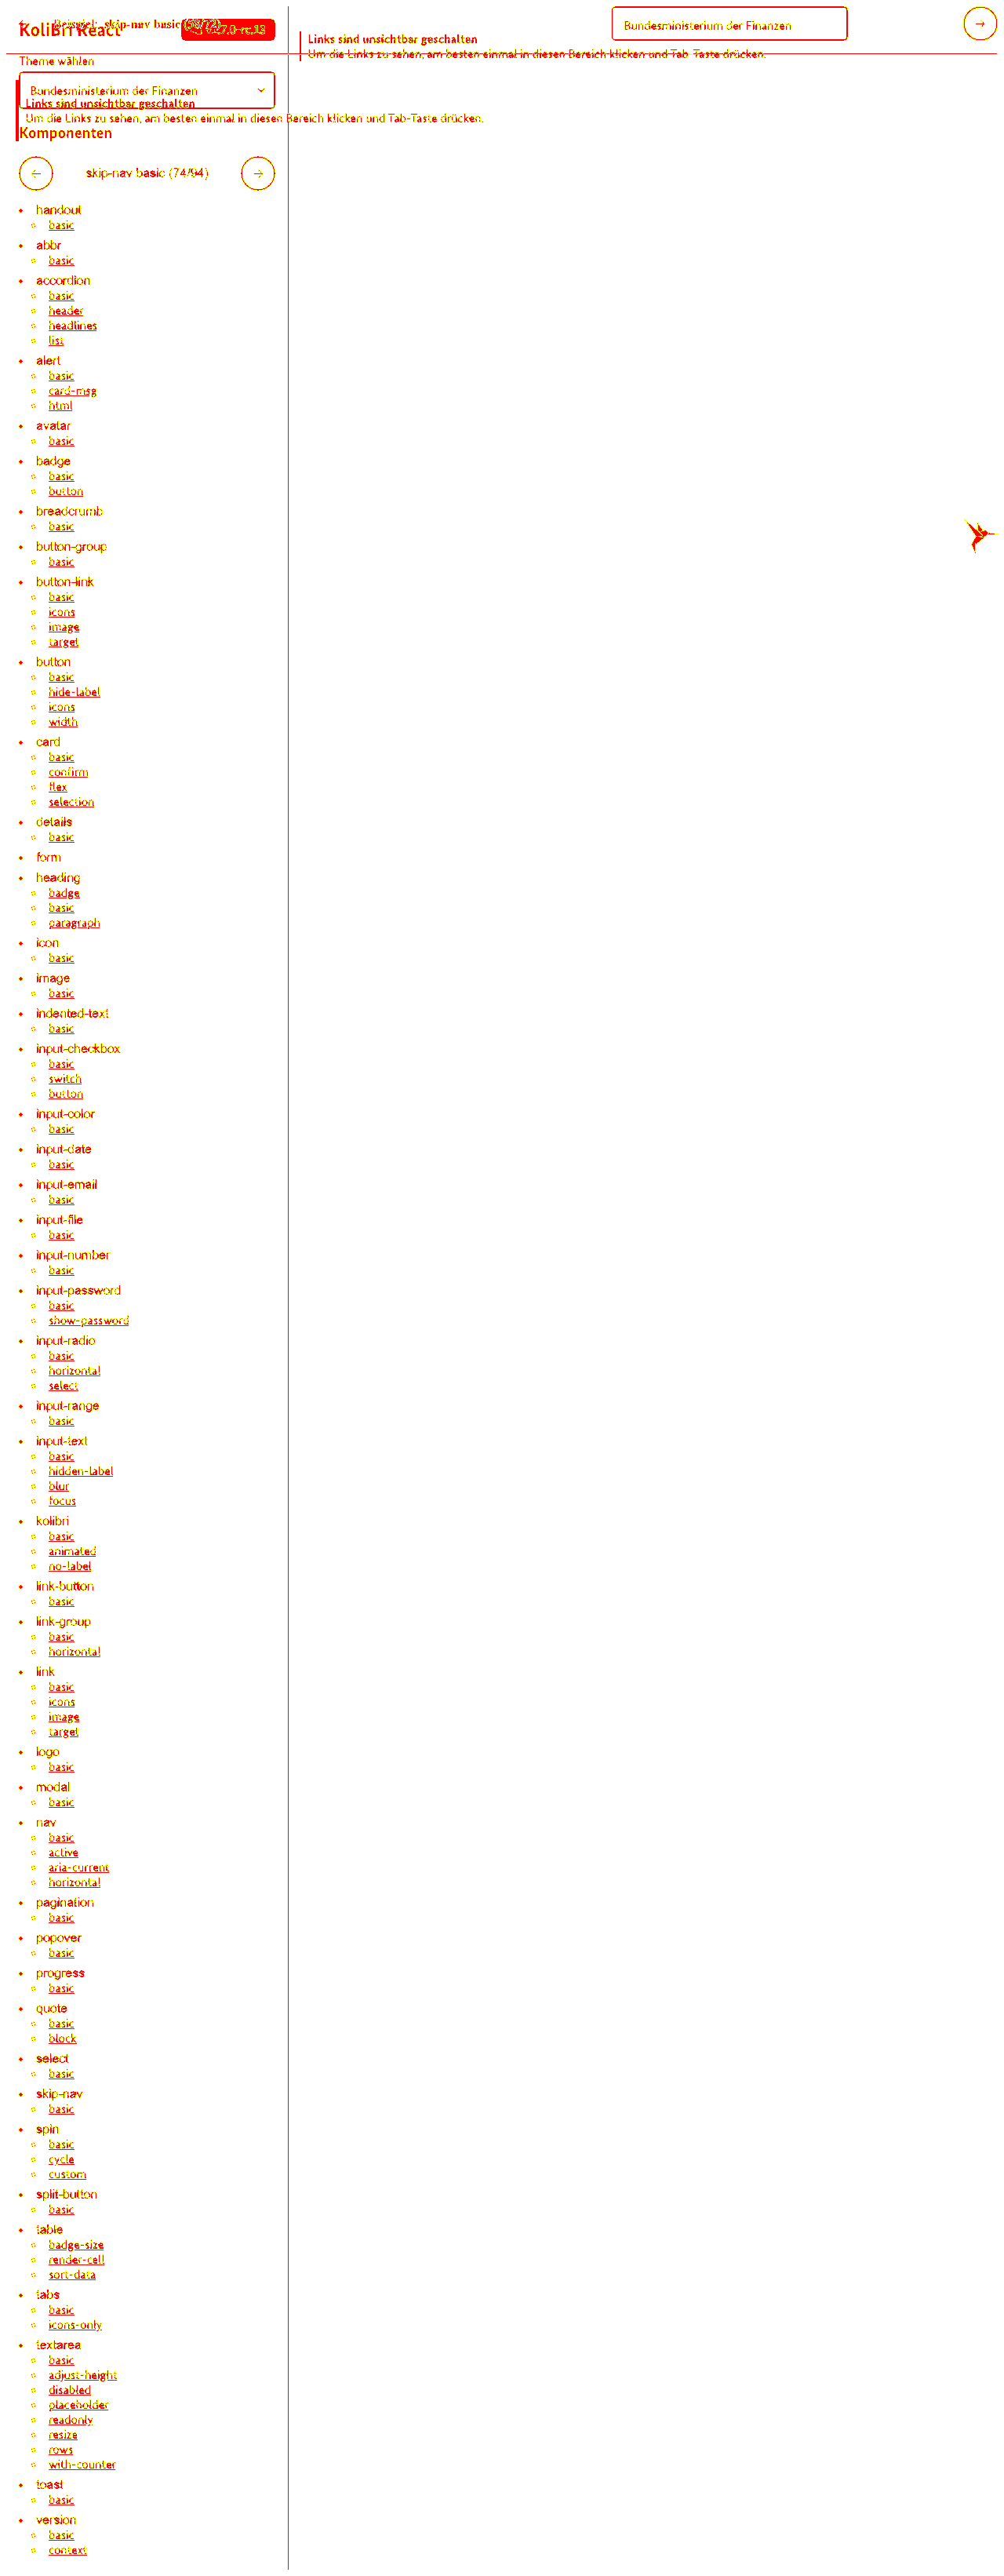 Beispiel: skip-nav basic
KoliBri React
Bundesministerium der Finanzen
Links sind unsichtbar geschalten
Um die Links zu sehen, am besten einmal in diesen Bereich klicken und Tab-Taste drücken.
Theme wählen
Bundesministerium der Finanzen
Links sind unsichtbar geschalten
Um die Links zu sehen, am besten einmal in diesen Bereich klicken und Tab-Taste drücken.
Komponenten
skip-nav basic (74/94)
handout
basic
abbr
basic
accordion
basic
header
headlines
list
alert
basic
card-msg
html
avatar
basic
badge
basic
button
breadcrumb
basic
button-group
basic
button-link
basic
icons
image
target
button
basic
hide-label
icons
width
card
basic
confirm
flex
selection
details
basic
form
heading
badge
basic
paragraph
icon
basic
image
basic
indented-text
basic
input-checkbox
basic
switch
button
input-color
basic
input-date
basic
input-email
basic
input-file
basic
input-number
basic
input-password
basic
show-password
input-radio
basic
horizontal
select
input-range
basic
input-text
basic
hidden-label
blur
focus
kolibri
basic
animated
no-label
link-button
basic
link-group
basic
horizontal
link
basic
icons
image
target
logo
basic
modal
basic
nav
basic
active
aria-current
horizontal
pagination
basic
popover
basic
progress
basic
quote
basic
block
select
basic
skip-nav
basic
spin
basic
cycle
custom
split-button
basic
table
badge-size
render-cell
sort-data
tabs
basic
icons-only
textarea
basic
adjust-height
disabled
placeholder
readonly
resize
rows
with-counter
toast
basic
version
basic
context